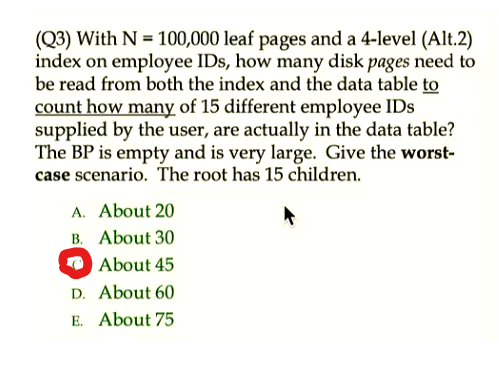 (Q3) With N = 100,000 leaf pages and a 4-level (Alt.2)
index on employee IDs, how many disk pages need to
be read from both the index and the data table to
count how many of 15 different employee IDs
supplied by the user, are actually in the data table?
The BP is empty and is very large. Give the worst-
case scenario. The root has 15 children.
A. About 20
B. About 30
C About 45
D. About 60
E. About 75